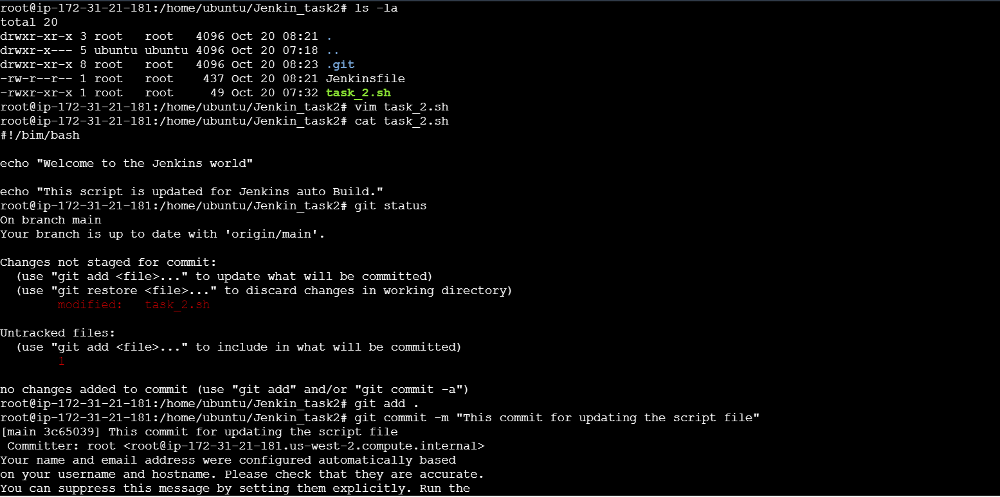 root@ip-172-31-21-181:/home/ubuntu/Jenkin_task2# ls -la
total 20
drwxr-xr-x 3 root   root   4096 Oct 20 08:21 .
drwxr-x--- 5 ubuntu ubuntu 4096 Oct 20 07:18 ..
drwxr-xr-x 8 root   root   4096 Oct 20 08:23 .git
-rw-r--r-- 1 root   root    437 Oct 20 08:21 Jenkinsfile
-rwxr-xr-x 1 root   root     49 Oct 20 07:32 task_2.sh
root@ip-172-31-21-181:/home/ubuntu/Jenkin_task2# vim task_2.sh
root@ip-172-31-21-181:/home/ubuntu/Jenkin_task2# cat task_2.sh
#!/bim/bash
echo "Welcome to the Jenkins world"
echo "This script is updated for Jenkins auto Build."
root@ip-172-31-21-181:/home/ubuntu/Jenkin_task2# git status
On branch main
Your branch is up to date with 'origin/main'.
Changes not staged for commit:
  (use "git add <file>..." to update what will be committed)
  (use "git restore <file>..." to discard changes in working directory)
        modified:   task_2.sh
Untracked files:
  (use "git add <file>..." to include in what will be committed)
        1
no changes added to commit (use "git add" and/or "git commit -a")
root@ip-172-31-21-181:/home/ubuntu/Jenkin_task2# git add .
root@ip-172-31-21-181:/home/ubuntu/Jenkin_task2# git commit -m "This commit for updating the script file"
[main 3c65039] This commit for updating the script file
 Committer: root <root@ip-172-31-21-181.us-west-2.compute.internal>
Your name and email address were configured automatically based
on your username and hostname. Please check that they are accurate.
You can suppress this message by setting them explicitly. Run the